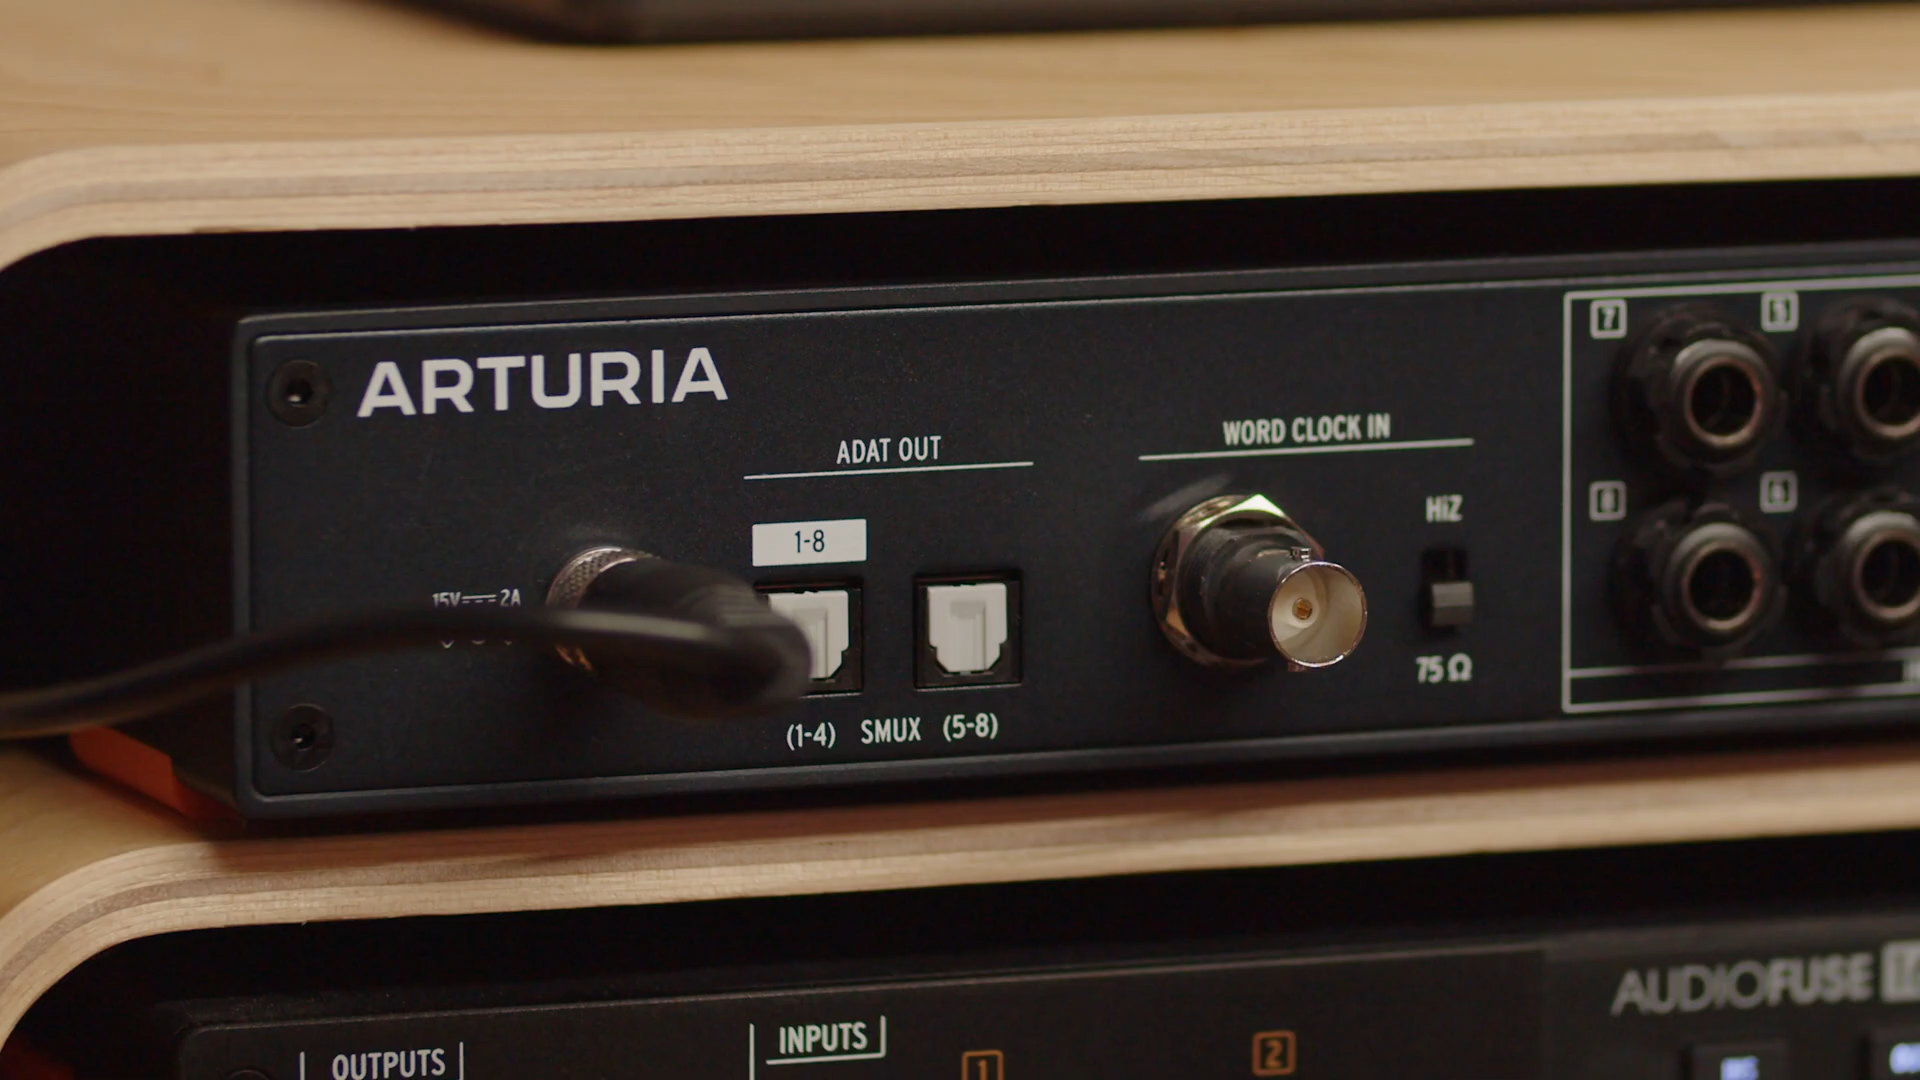 ARTURIA
ADAT OUT
WORD CLOCK IN
1-8
HiZ
15V 2A
75 Ω
(1-4) SMUX (5-8)
7
5
8
6
AUDIOFUSE
OUTPUTS
INPUTS
1
2